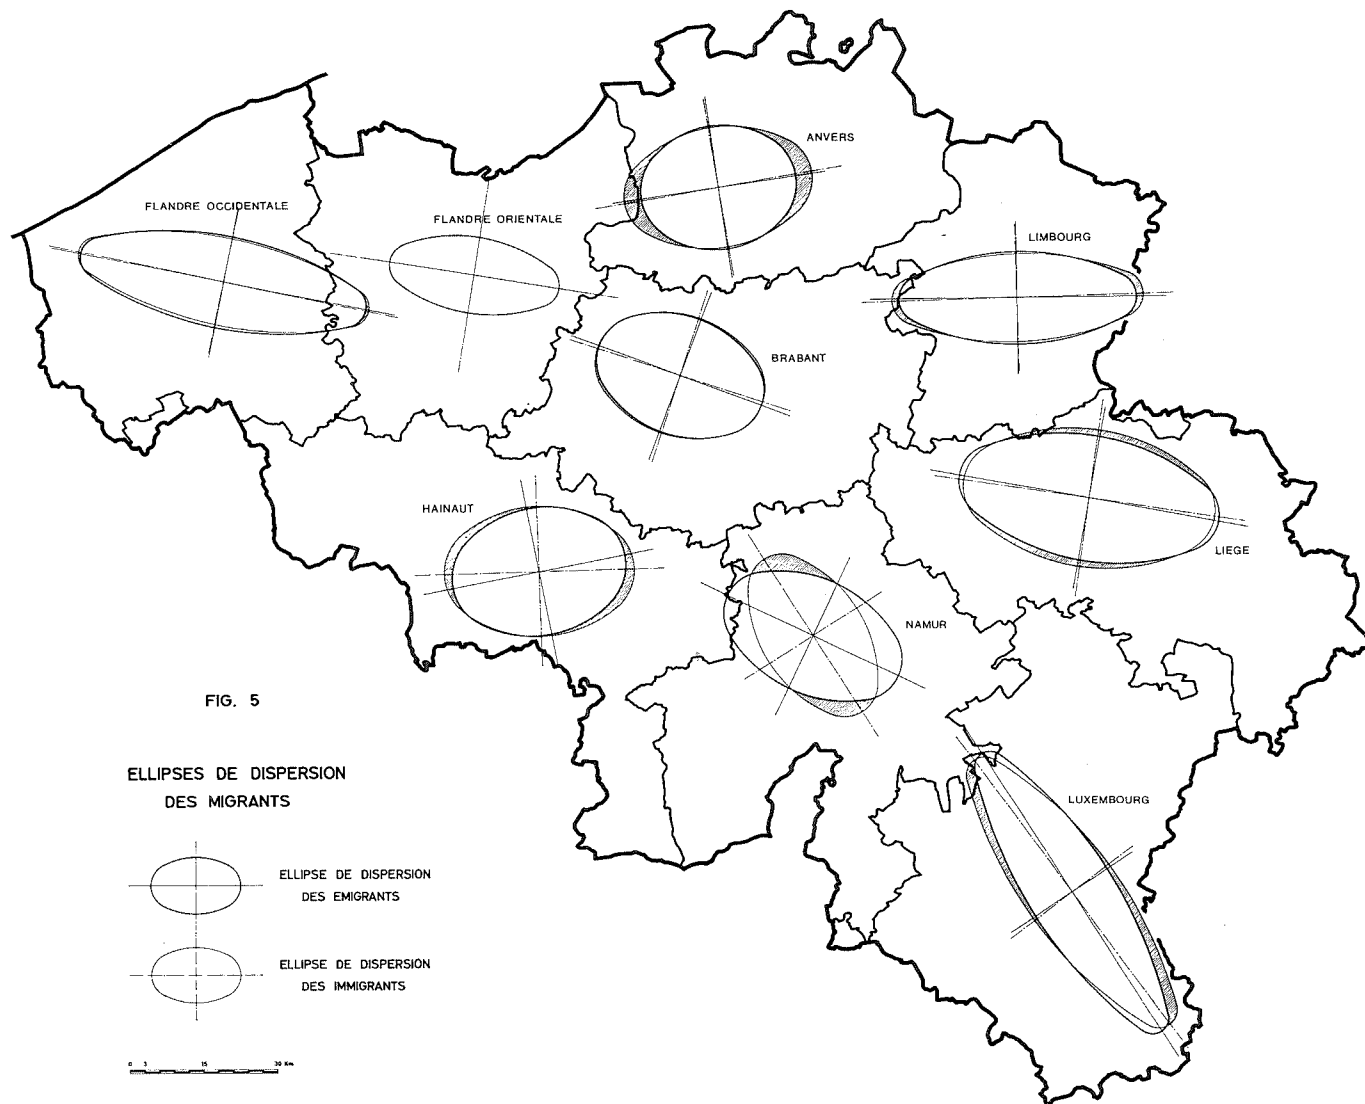 ANVERS
FLANDRE OCCIDENTALE
FLANDRE ORIENTALE
LIMBOURG
BRABANT
HAINAUT
LIEGE
NAMUR
LUXEMBOURG
FIG. 5
ELLIPSES DE DISPERSION
DES MIGRANTS
ELLIPSE DE DISPERSION
DES EMIGRANTS
ELLIPSE DE DISPERSION
DES IMMIGRANTS
0 3 15 30 Km